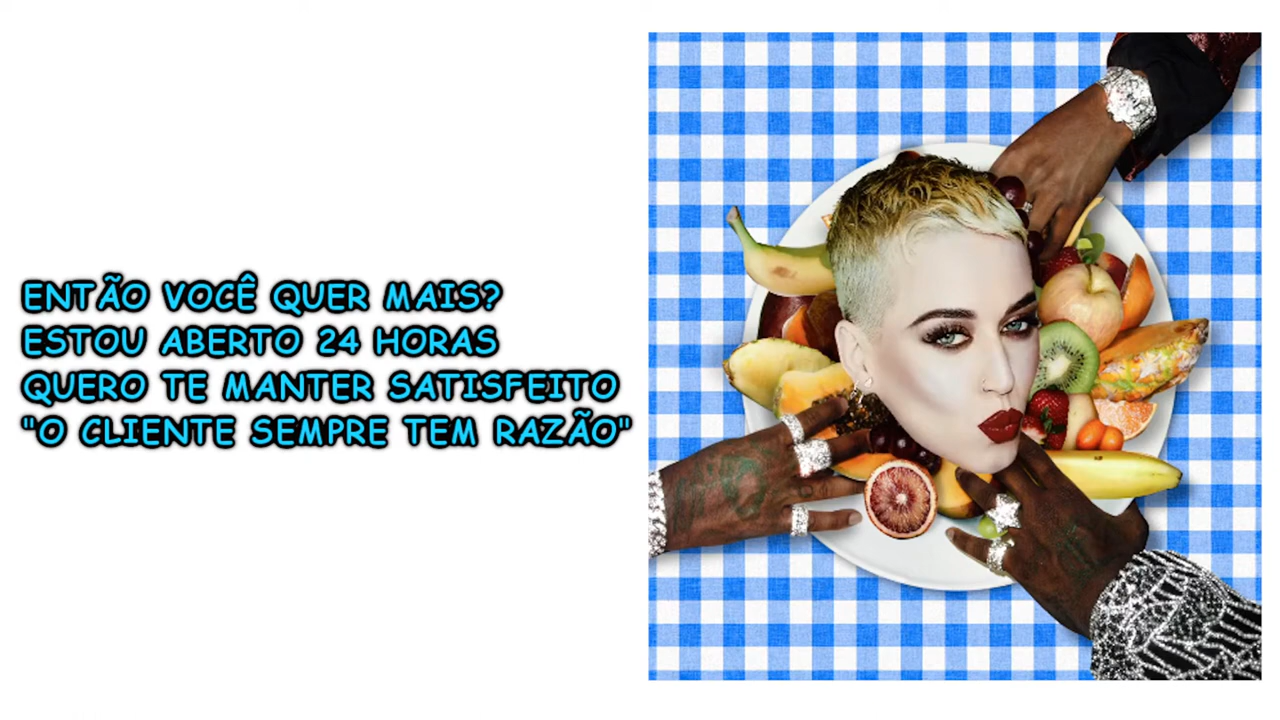 ENTÃO VOCÊ QUER MAIS?
ESTOU ABERTO 24 HORAS
QUERO TE MANTER SATISFEITO
"O CLIENTE SEMPRE TEM RAZÃO"